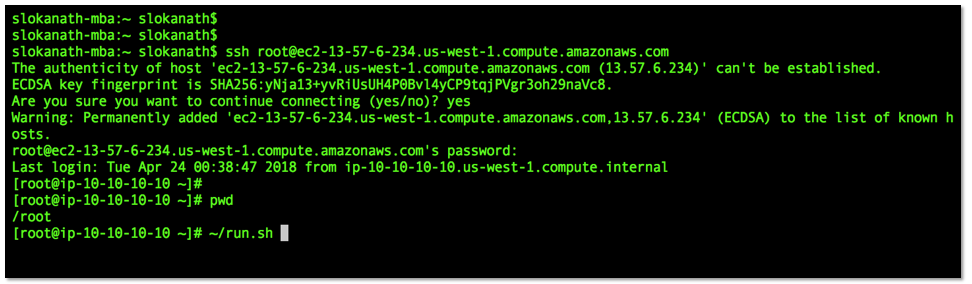 slokanath-mba:~ slokanath$
slokanath-mba:~ slokanath$
slokanath-mba:~ slokanath$ ssh root@ec2-13-57-6-234.us-west-1.compute.amazonaws.com
The authenticity of host 'ec2-13-57-6-234.us-west-1.compute.amazonaws.com (13.57.6.234)' can't be established.
ECDSA key fingerprint is SHA256:yNja13+yvRiUsUH4P0Bvl4yCP9tqjPVgr3oh29naVc8.
Are you sure you want to continue connecting (yes/no)? yes
Warning: Permanently added 'ec2-13-57-6-234.us-west-1.compute.amazonaws.com,13.57.6.234' (ECDSA) to the list of known h
osts.
root@ec2-13-57-6-234.us-west-1.compute.amazonaws.com's password:
Last login: Tue Apr 24 00:38:47 2018 from ip-10-10-10-10.us-west-1.compute.internal
[root@ip-10-10-10-10 ~]#
[root@ip-10-10-10-10 ~]# pwd
/root
[root@ip-10-10-10-10 ~]# ~/run.sh